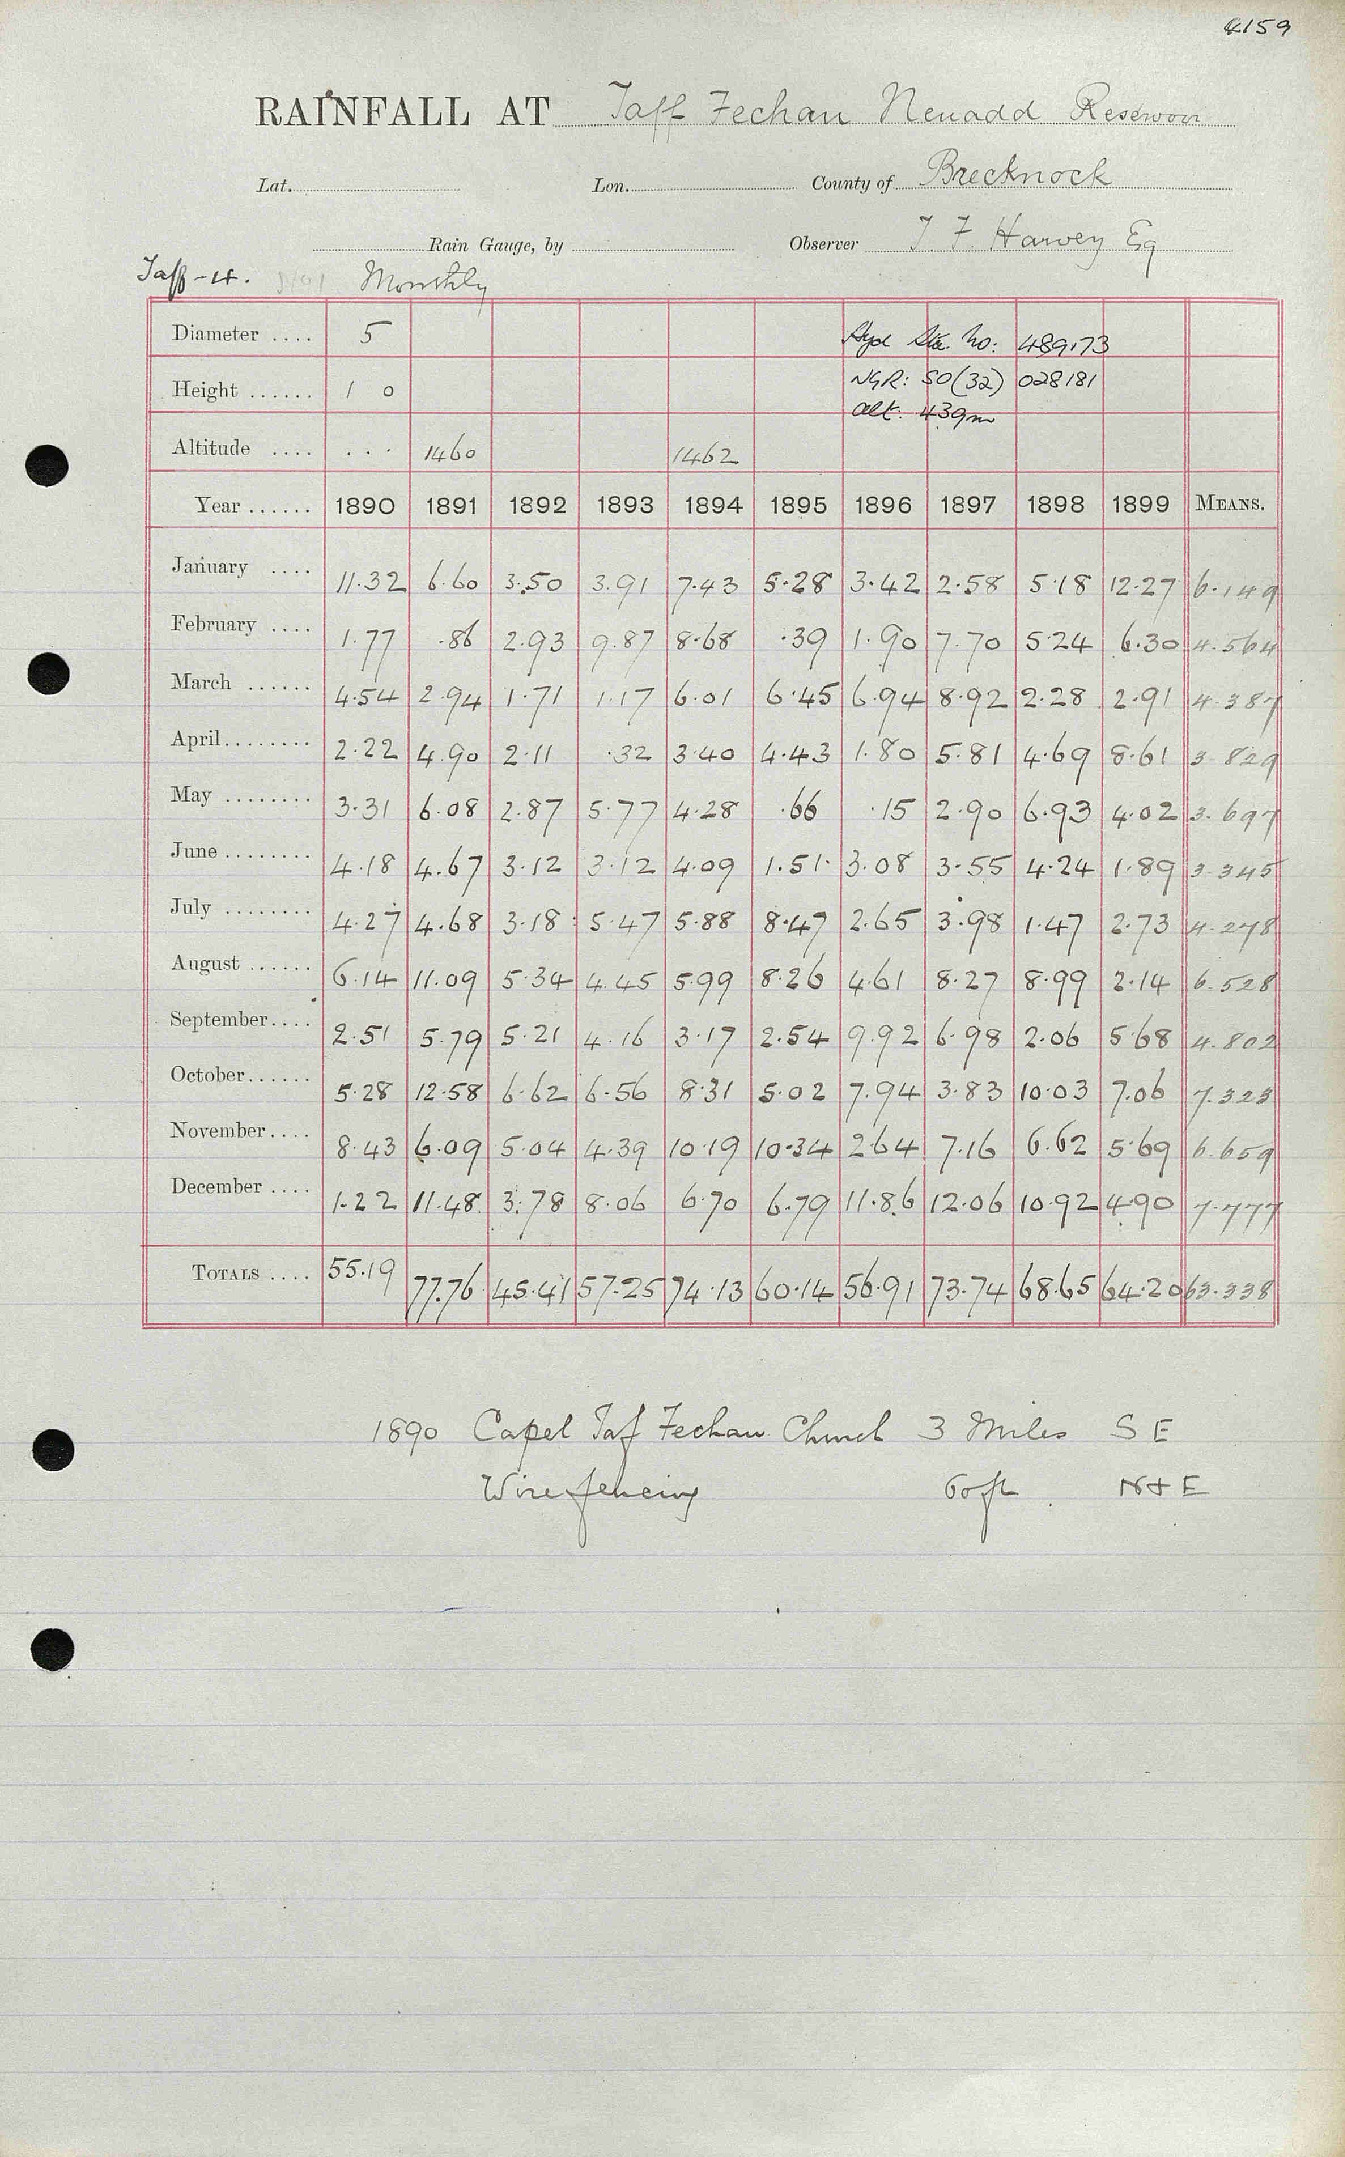 4159
RAINFALL AT Taff Fechan Neuadd Reservoir
Lat. Lon. County of Brecknock
Rain Gauge, by Observer T F Harvey Esq
Taff-4. Monthly
Diameter .... 5 Hyd Sta. No: 489173
Height ...... 1 0 NGR: SO(32) 028181
alt. 439m
Altitude .... ... 1460 1462
Year ...... 1890 1891 1892 1893 1894 1895 1896 1897 1898 1899 MEANS.
January .... 11.32 6.60 3.50 3.91 7.43 5.28 3.42 2.58 5.18 12.27 6.149
February .... 1.77 .86 2.93 9.87 8.68 .39 1.90 7.70 5.24 6.30 4.564
March ...... 4.54 2.94 1.71 1.17 6.01 6.45 6.94 8.92 2.28 2.91 4.387
April........ 2.22 4.90 2.11 .32 3.40 4.43 1.80 5.81 4.69 8.61 3.829
May ........ 3.31 6.08 2.87 5.77 4.28 .66 .15 2.90 6.93 4.02 3.697
June ........ 4.18 4.67 3.12 3.12 4.09 1.51 3.08 3.55 4.24 1.89 3.345
July ........ 4.27 4.68 3.18 5.47 5.88 8.47 2.65 3.98 1.47 2.73 4.278
August ...... 6.14 11.09 5.34 4.45 5.99 8.26 4.61 8.27 8.99 2.14 6.528
September.... 2.51 5.79 5.21 4.16 3.17 2.54 9.92 6.98 2.06 5.68 4.802
October...... 5.28 12.58 6.62 6.56 8.31 5.02 7.94 3.83 10.03 7.06 7.323
November.... 8.43 6.09 5.04 4.39 10.19 10.34 2.64 7.16 6.62 5.69 6.659
December .... 1.22 11.48 3.78 8.06 6.70 6.79 11.86 12.06 10.92 4.90 7.777
TOTALS .... 55.19 77.76 45.41 57.25 74.13 60.14 56.91 73.74 68.65 64.20 63.338
1890 Capel Taf Fechan Church 3 Miles S E
Wire fencing 60 ft N & E